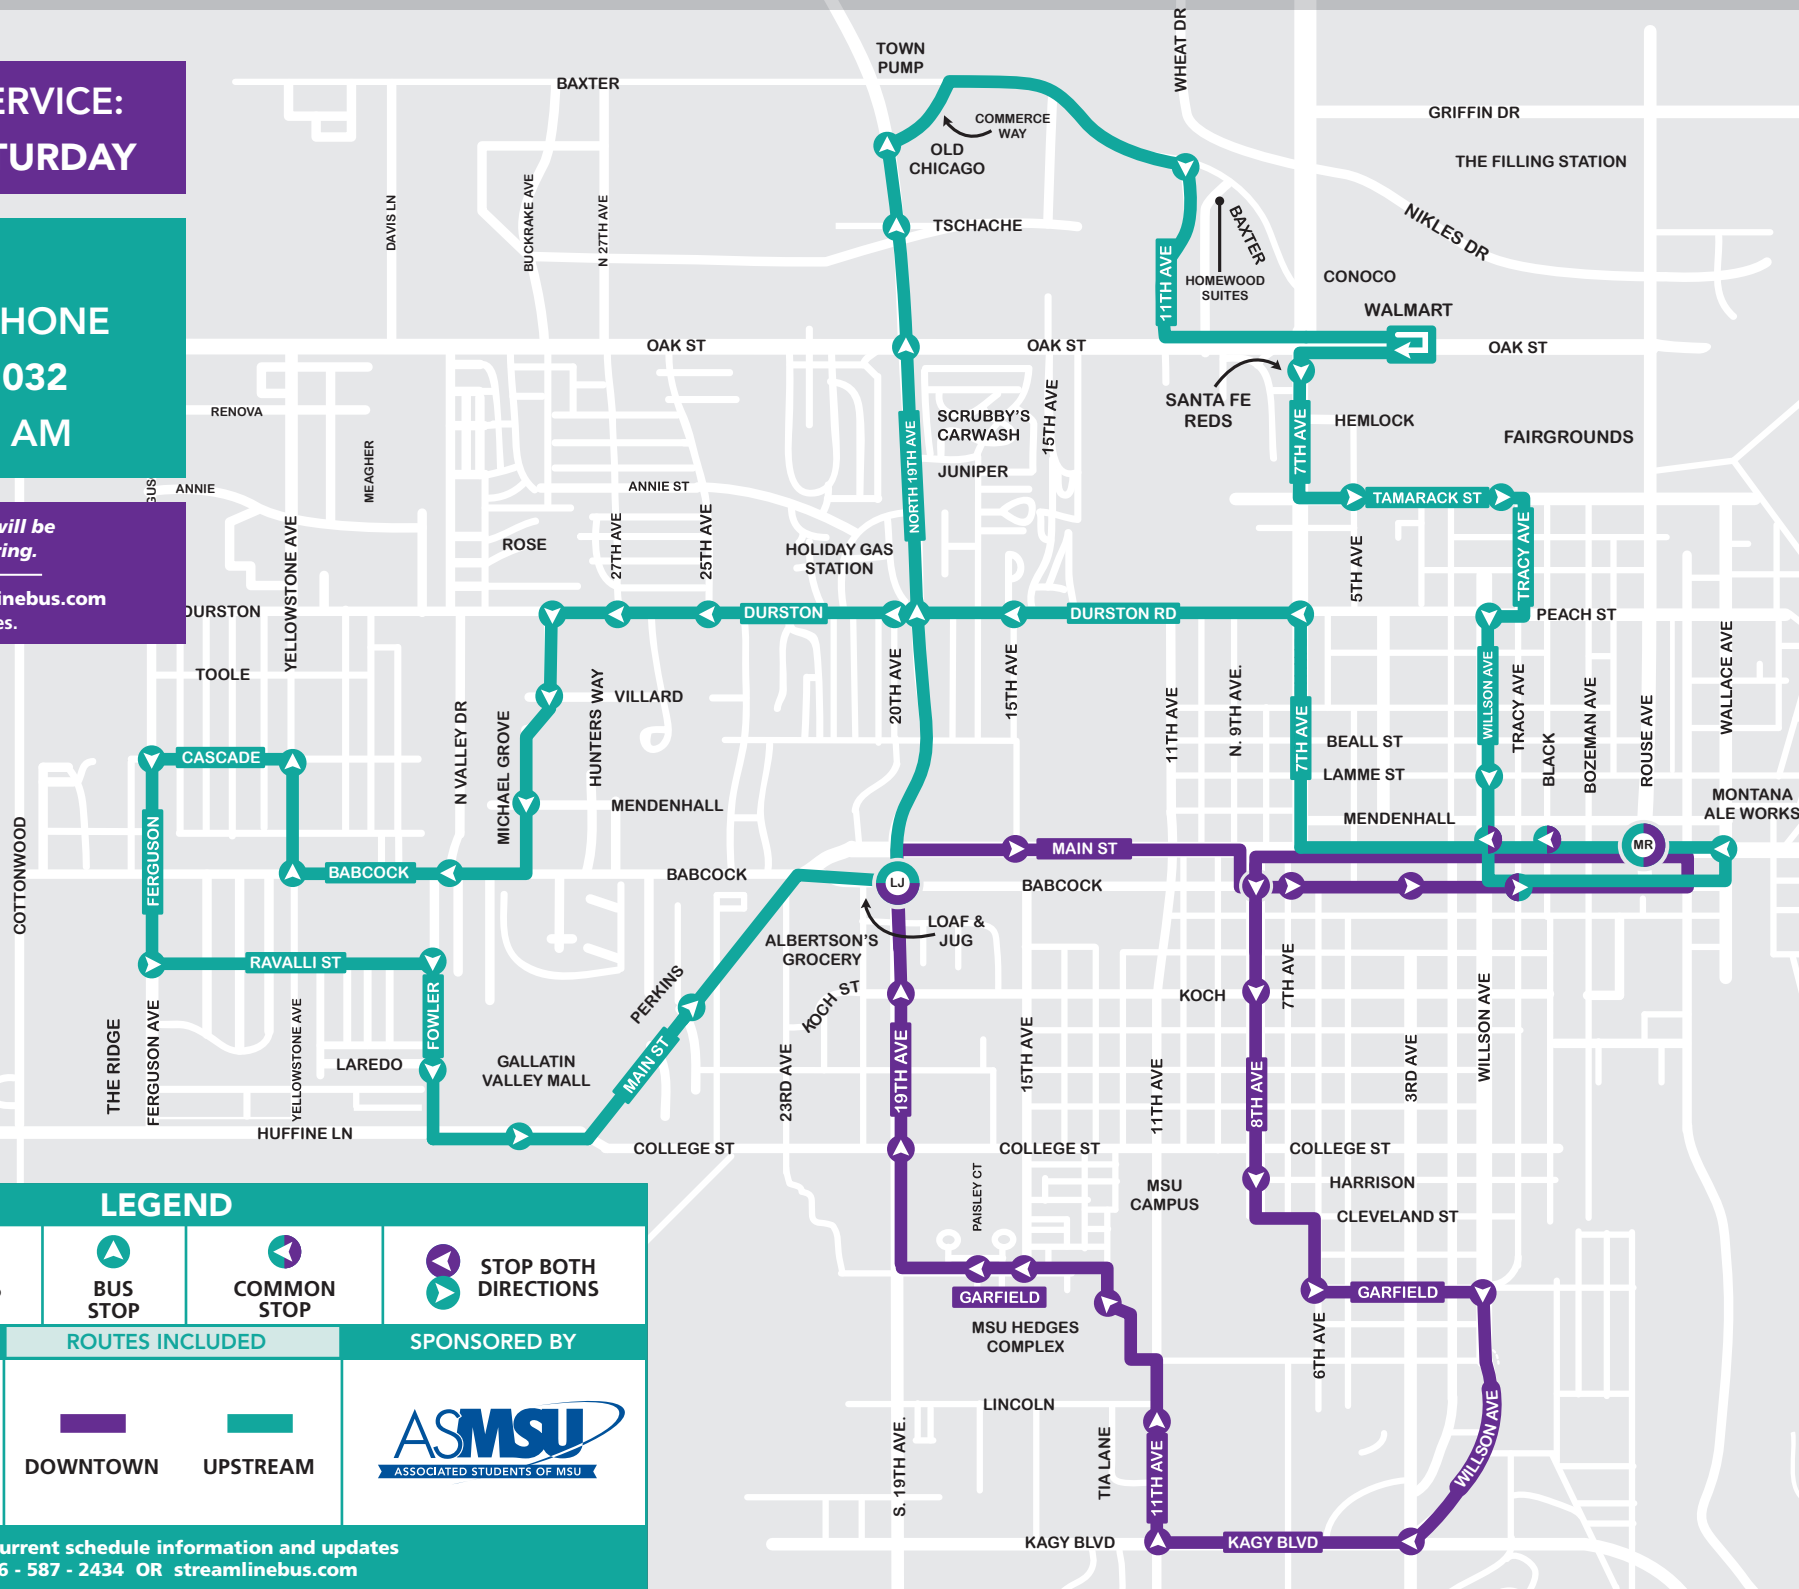 ERVICE:
TURDAY
HONE
032
AM
will be
ring.
inebus.com
es.
TOWN
PUMP
WHEAT DR
BAXTER
COMMERCE
WAY
OLD
CHICAGO
GRIFFIN DR
THE FILLING STATION
DAVIS LN
BUCKRAKE AVE
N 27TH AVE
TSCHACHE
NIKLES DR
BAXTER
11TH AVE
HOMEWOOD
SUITES
CONOCO
WALMART
OAK ST
OAK ST
OAK ST
SANTA FE
REDS
RENOVA
MEAGHER
SCRUBBY'S
CARWASH
15TH AVE
NORTH 19TH AVE
JUNIPER
7TH AVE
HEMLOCK
FAIRGROUNDS
GUS
ANNIE
ANNIE ST
TAMARACK ST
YELLOWSTONE AVE
ROSE
27TH AVE
25TH AVE
HOLIDAY GAS
STATION
5TH AVE
TRACY AVE
DURSTON
DURSTON
DURSTON RD
PEACH ST
TOOLE
HUNTERS WAY
VILLARD
20TH AVE
15TH AVE
11TH AVE
N. 9TH AVE.
7TH AVE
WILLSON AVE
TRACY AVE
BLACK
BOZEMAN AVE
ROUSE AVE
WALLACE AVE
BEALL ST
LAMME ST
CASCADE
N VALLEY DR
MICHAEL GROVE
MENDENHALL
MENDENHALL
MONTANA
ALE WORKS
COTTONWOOD
FERGUSON
MAIN ST
MR
BABCOCK
BABCOCK
LJ
BABCOCK
LOAF &
JUG
ALBERTSON'S
GROCERY
RAVALLI ST
FOWLER
PERKINS
KOCH ST
KOCH
7TH AVE
WILLSON AVE
THE RIDGE
FERGUSON AVE
YELLOWSTONE AVE
LAREDO
GALLATIN
VALLEY MALL
MAIN ST
23RD AVE
19TH AVE
15TH AVE
11TH AVE
8TH AVE
3RD AVE
HUFFINE LN
COLLEGE ST
COLLEGE ST
COLLEGE ST
PAISLEY CT
MSU
CAMPUS
HARRISON
CLEVELAND ST
GARFIELD
GARFIELD
MSU HEDGES
COMPLEX
6TH AVE
LINCOLN
S. 19TH AVE.
TIA LANE
11TH AVE
WILLSON AVE
KAGY BLVD
KAGY BLVD
LEGEND
BUS
STOP
COMMON
STOP
STOP BOTH
DIRECTIONS
ROUTES INCLUDED
SPONSORED BY
DOWNTOWN
UPSTREAM
ASMSU
ASSOCIATED STUDENTS OF MSU
urrent schedule information and updates
6 - 587 - 2434 OR streamlinebus.com